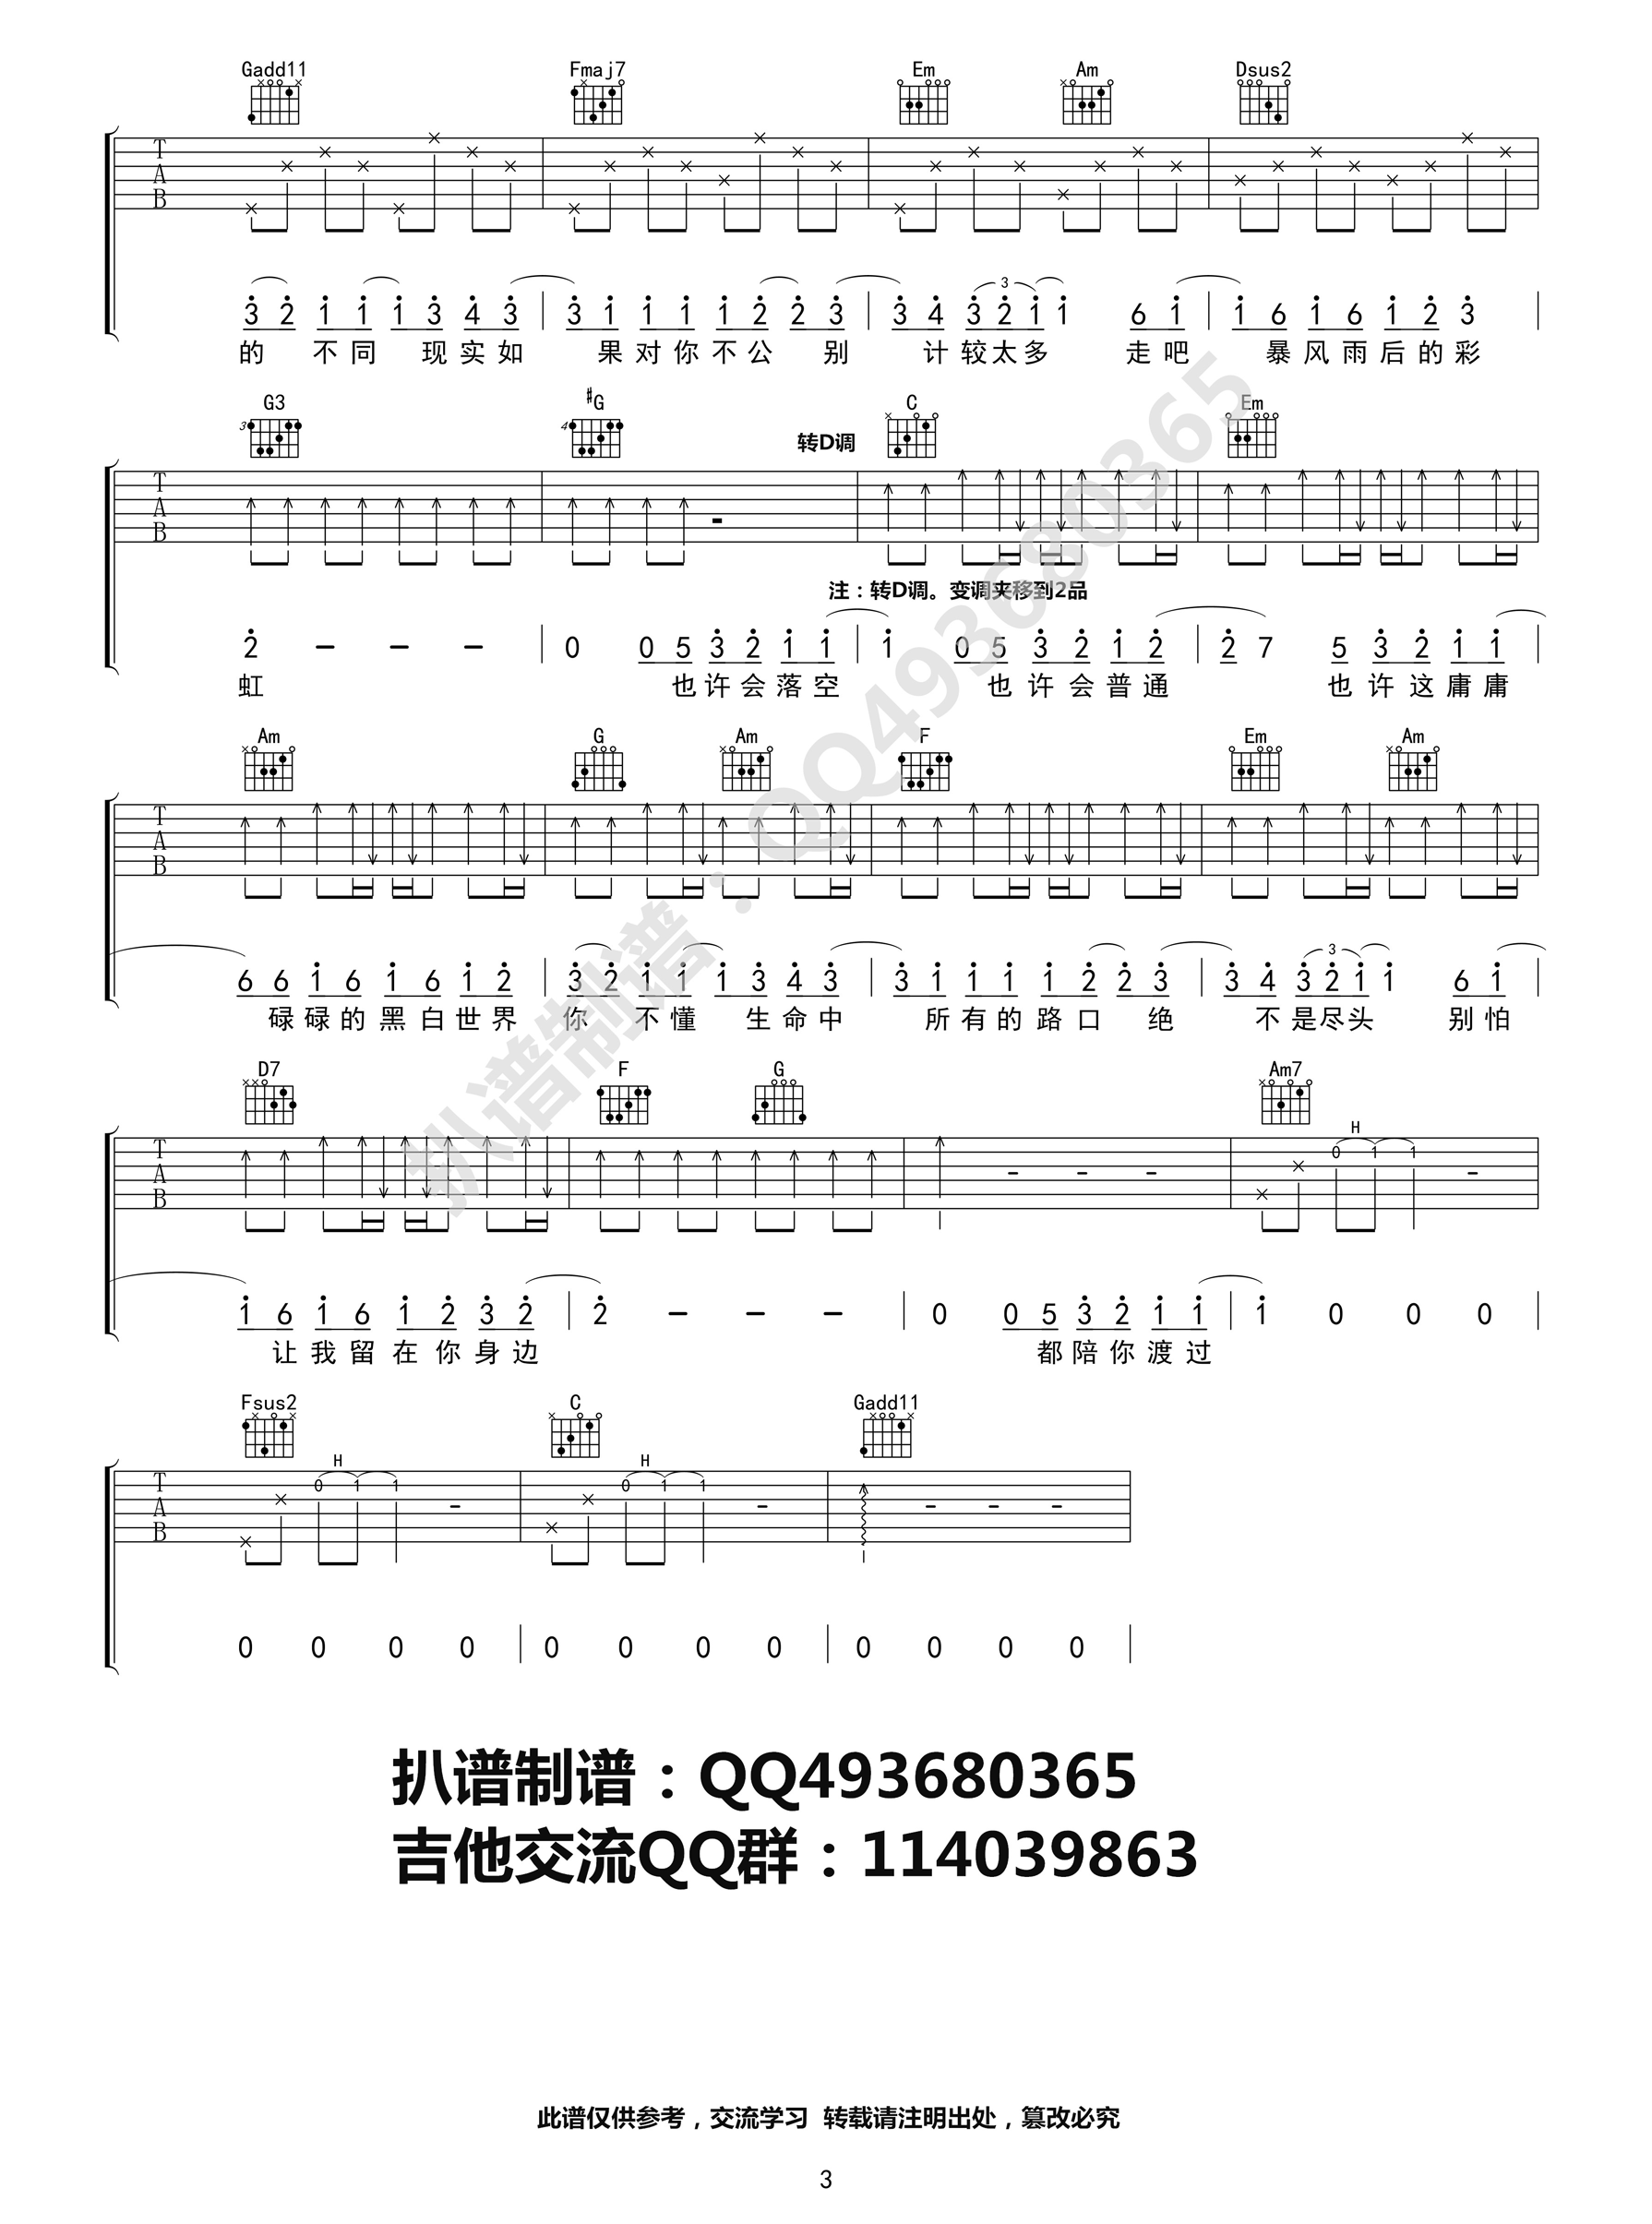 Gadd11 Fmaj7 Em Am Dsus2
T A B
3 2 1 1 1 3 4 3 | 3 1 1 1 1 2 2 3 | 3 4 3 2 1 1 6 1 | 1 6 1 6 1 2 3 |
的 不 同 现 实 如 果 对 你 不 公 别 计 较 太 多 走 吧 暴 风 雨 后 的 彩
G3 #G 转D调 C Em
3 4
T A B
注：转D调。变调夹移到2品
2 - - - | 0 0 5 3 2 1 1 | 1 0 5 3 2 1 2 | 2 7 5 3 2 1 1 |
虹 也 许 会 落 空 也 许 会 普 通 也 许 这 庸 庸
Am G Am F Em Am
T A B
6 6 1 6 1 6 1 2 | 3 2 1 1 1 3 4 3 | 3 1 1 1 1 2 2 3 | 3 4 3 2 1 1 6 1 |
碌 碌 的 黑 白 世 界 你 不 懂 生 命 中 所 有 的 路 口 绝 不 是 尽 头 别 怕
D7 F G Am7
H
T A B 0 1 1
1 6 1 6 1 2 3 2 | 2 - - - | 0 0 5 3 2 1 1 | 1 0 0 0 |
让 我 留 在 你 身 边 都 陪 你 渡 过
Fsus2 C Gadd11
H H
T A B 0 1 1 0 1 1
0 0 0 0 | 0 0 0 0 | 0 0 0 0 |
扒谱制谱：QQ493680365
扒谱制谱：QQ493680365
吉他交流QQ群：114039863
此谱仅供参考，交流学习 转载请注明出处，篡改必究
3